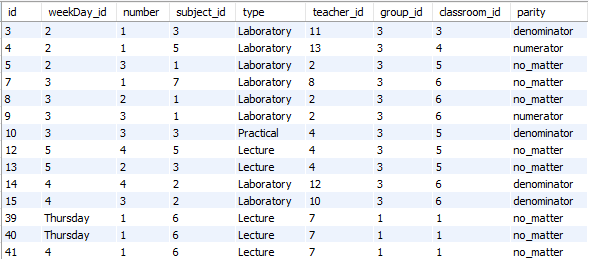 id weekDay_id number subject_id type teacher_id group_id classroom_id parity
3 2 1 3 Laboratory 11 3 3 denominator
4 2 1 5 Laboratory 13 3 4 numerator
5 2 3 1 Laboratory 2 3 5 no_matter
7 3 1 7 Laboratory 8 3 6 no_matter
8 3 2 1 Laboratory 2 3 6 no_matter
9 3 3 1 Laboratory 2 3 6 numerator
10 3 3 3 Practical 4 3 5 denominator
12 5 4 5 Lecture 4 3 5 no_matter
13 5 2 3 Lecture 4 3 5 no_matter
14 4 4 2 Laboratory 12 3 6 denominator
15 4 3 2 Laboratory 10 3 6 denominator
39 Thursday 1 6 Lecture 7 1 1 no_matter
40 Thursday 1 6 Lecture 7 1 1 no_matter
41 4 1 6 Lecture 7 1 1 no_matter